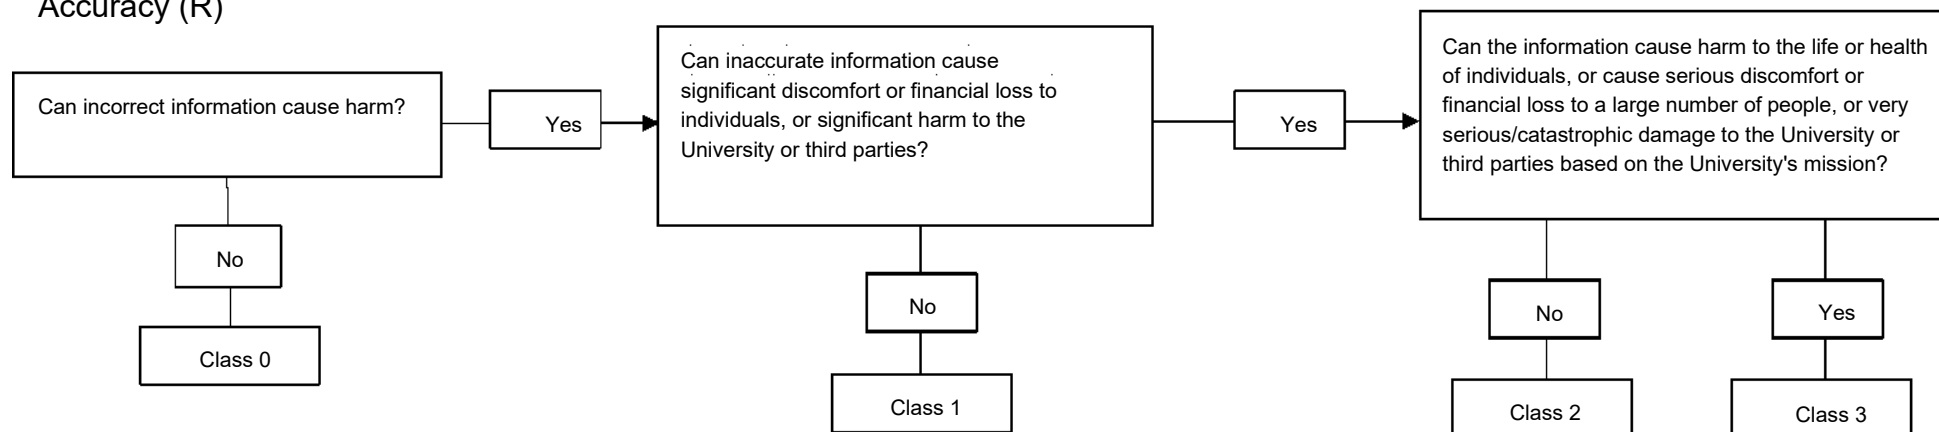 Accuracy (R)
Can incorrect information cause harm?
Yes
Can inaccurate information cause
significant discomfort or financial loss to
individuals, or significant harm to the
University or third parties?
Yes
Can the information cause harm to the life or health
of individuals, or cause serious discomfort or
financial loss to a large number of people, or very
serious/catastrophic damage to the University or
third parties based on the University's mission?
No
Class 0
No
Class 1
No
Class 2
Yes
Class 3